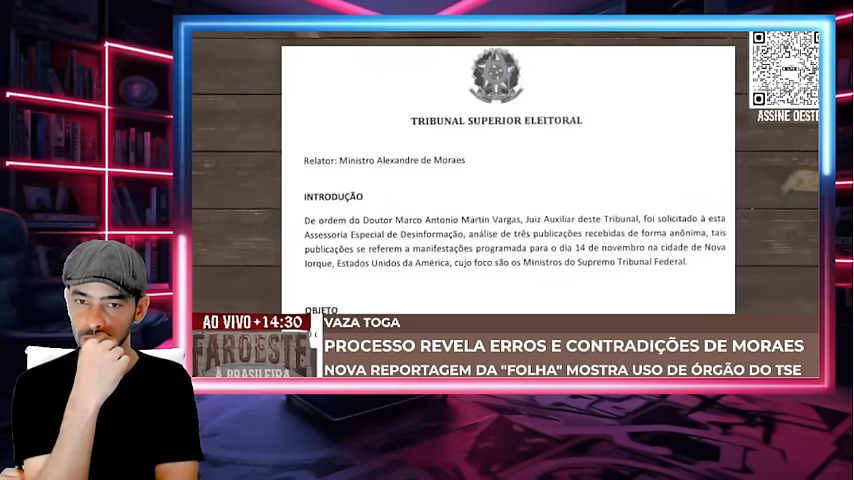 ASSINE OESTE
TRIBUNAL SUPERIOR ELEITORAL
Relator: Ministro Alexandre de Moraes
INTRODUÇÃO
De ordem do Doutor Marco Antonio Martin Vargas, Juiz Auxiliar deste Tribunal, foi solicitado à esta
Assessoria Especial de Desinformação, análise de três publicações recebidas de forma anônima, tais
publicações se referem a manifestações programada para o dia 14 de novembro na cidade de Nova
Iorque, Estados Unidos da América, cujo foco são os Ministros do Supremo Tribunal Federal.
OBJETO
AO VIVO +14:30
FAROESTE
À BRASILEIRA
VAZA TOGA
PROCESSO REVELA ERROS E CONTRADIÇÕES DE MORAES
NOVA REPORTAGEM DA "FOLHA" MOSTRA USO DE ÓRGÃO DO TSE